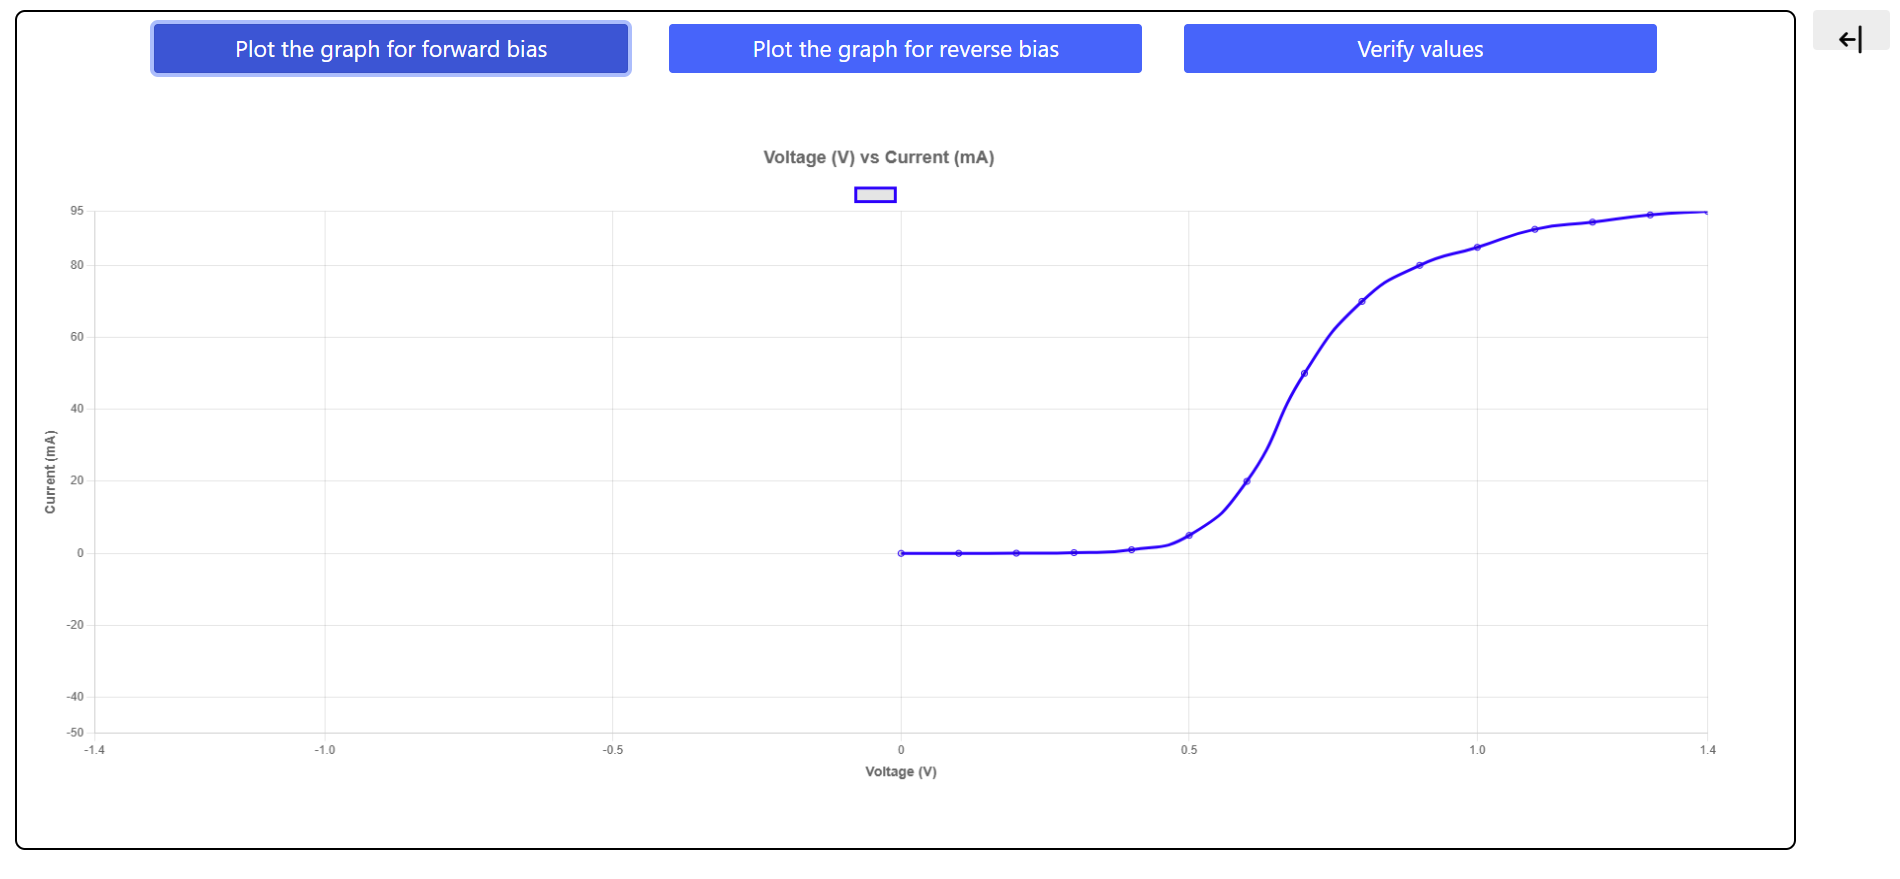 Plot the graph for forward bias
Plot the graph for reverse bias
Verify values
Voltage (V) vs Current (mA)
95
80
60
40
20
0
-20
-40
-50
Current (mA)
-1.4
-1.0
-0.5
0
0.5
1.0
1.4
Voltage (V)